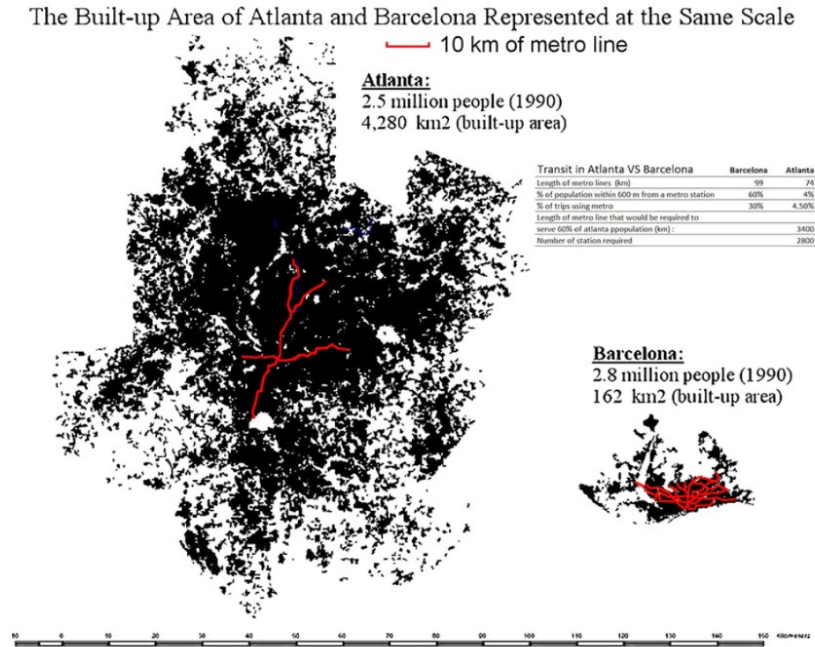 The Built-up Area of Atlanta and Barcelona Represented at the Same Scale
10 km of metro line
Atlanta:
2.5 million people (1990)
4,280 km2 (built-up area)
Transit in Atlanta VS Barcelona Barcelona Atlanta
Length of metro lines (km) 99 74
% of population within 600 m from a metro station 60% 4%
% of trips using metro 30% 4.50%
Length of metro line that would be required to
serve 60% of atlanta ppopulation (km) : 3400
Number of station required 2800
Barcelona:
2.8 million people (1990)
162 km2 (built-up area)
10 0 10 20 30 40 50 60 70 80 90 100 110 120 130 140 150 Kilometers